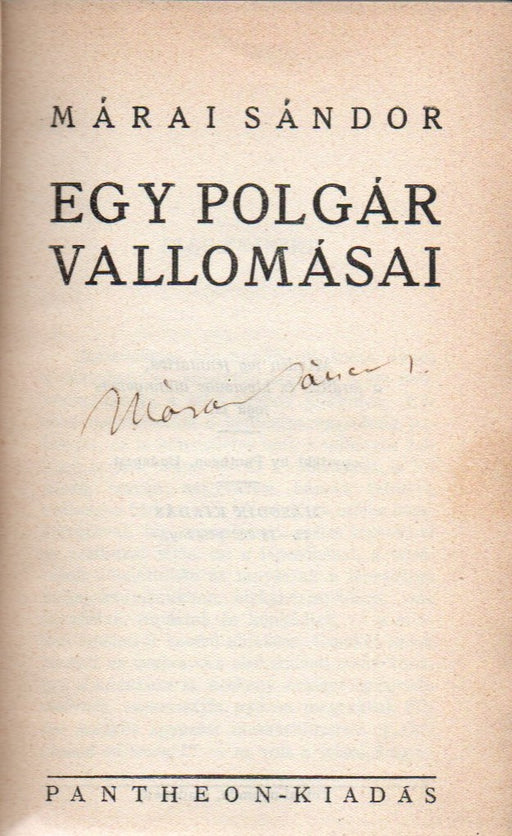 MÁRAI SÁNDOR
EGY POLGÁR
VALLOMÁSAI
Márai Sándor
PANTHEON-KIADÁS